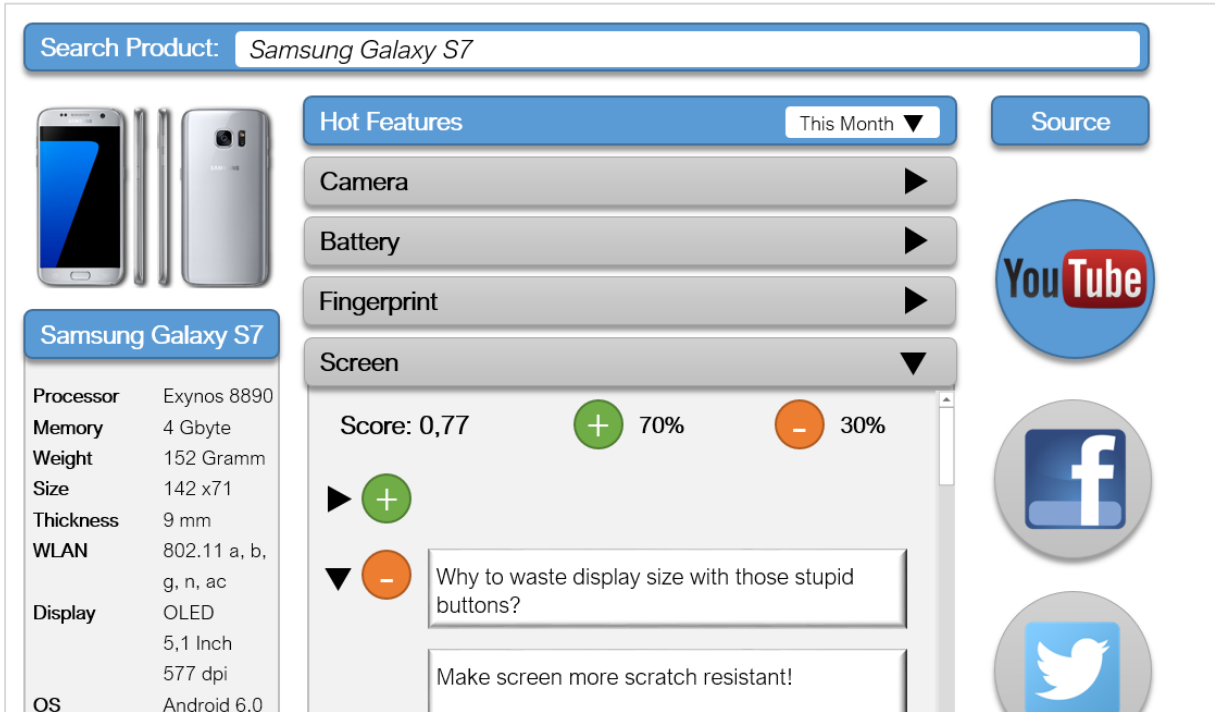 Search Product: Samsung Galaxy S7
Hot Features This Month
Source
Camera
Battery
Fingerprint
Screen
Score: 0,77 + 70% - 30%
+
- Why to waste display size with those stupid
buttons?
Make screen more scratch resistant!
Samsung Galaxy S7
Processor Exynos 8890
Memory 4 Gbyte
Weight 152 Gramm
Size 142 x71
Thickness 9 mm
WLAN 802.11 a, b,
g, n, ac
Display OLED
5,1 Inch
577 dpi
OS Android 6.0
YouTube
f